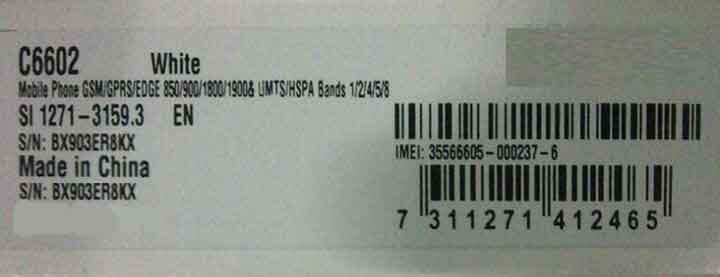 C6602 White
Mobile Phone GSM/GPRS/EDGE 850/900/1800/1900& UMTS/HSPA Bands 1/2/4/5/8
SI 1271-3159.3 EN
S/N: BX903ER8KX
Made in China
S/N: BX903ER8KX
IMEI: 35566605-000237-6
7 311271 412465